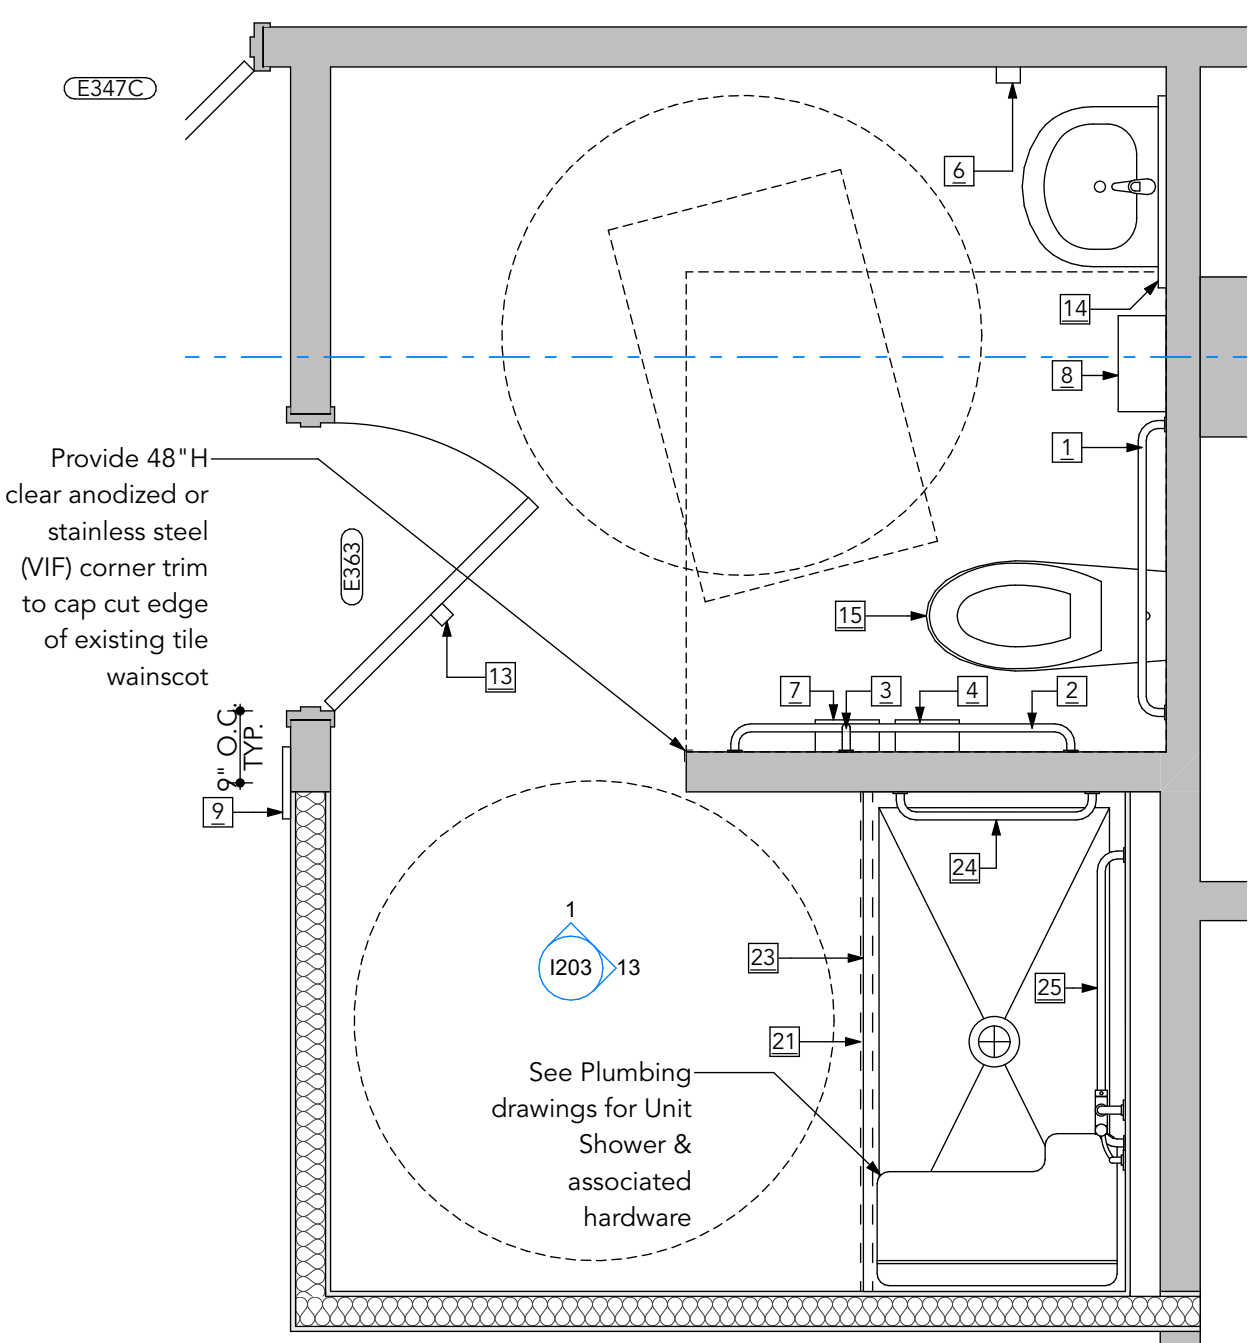 E347C
6
14
8
1
Provide 48"H
clear anodized or
stainless steel
(VIF) corner trim
to cap cut edge
of existing tile
wainscot
E363
15
13
7
3
4
2
9" O.C.
TYP.
9
24
1
I203
13
23
25
21
See Plumbing
drawings for Unit
Shower &
associated
hardware